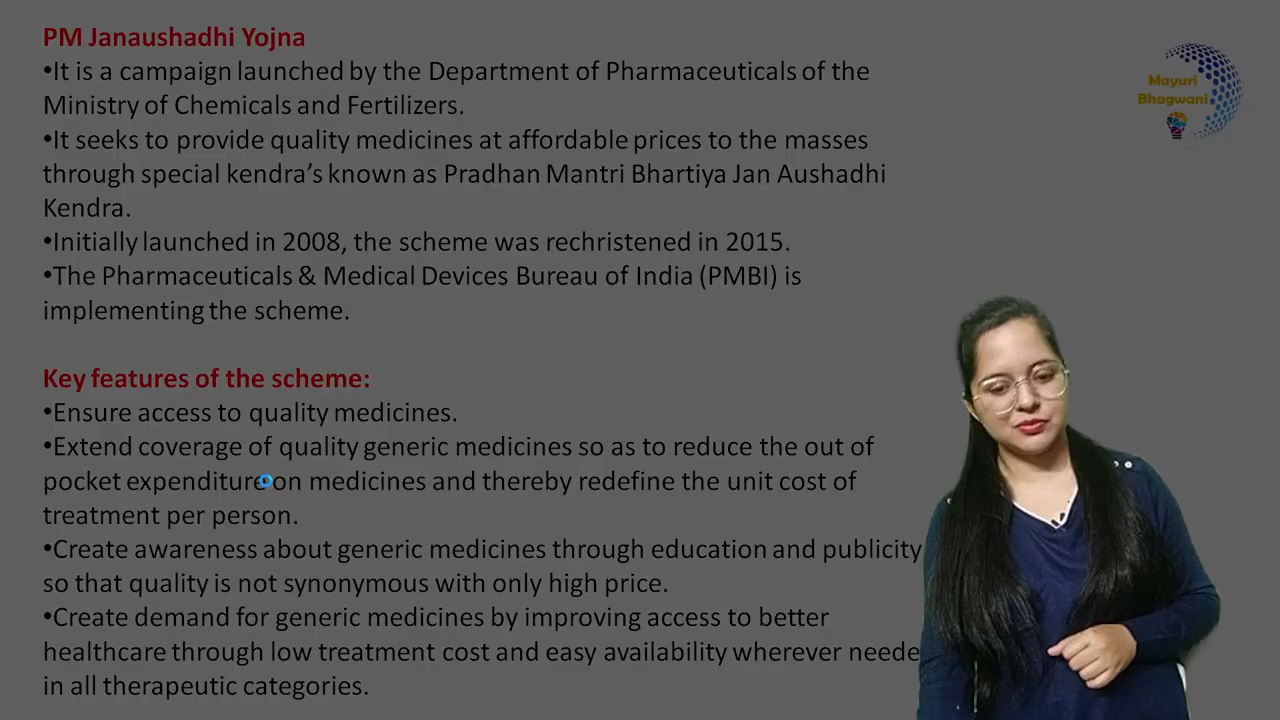 PM Janaushadhi Yojna
•It is a campaign launched by the Department of Pharmaceuticals of the
Ministry of Chemicals and Fertilizers.
•It seeks to provide quality medicines at affordable prices to the masses
through special kendra’s known as Pradhan Mantri Bhartiya Jan Aushadhi
Kendra.
•Initially launched in 2008, the scheme was rechristened in 2015.
•The Pharmaceuticals & Medical Devices Bureau of India (PMBI) is
implementing the scheme.
Key features of the scheme:
•Ensure access to quality medicines.
•Extend coverage of quality generic medicines so as to reduce the out of
pocket expenditure on medicines and thereby redefine the unit cost of
treatment per person.
•Create awareness about generic medicines through education and publicity
so that quality is not synonymous with only high price.
•Create demand for generic medicines by improving access to better
healthcare through low treatment cost and easy availability wherever neede
in all therapeutic categories.
Mayuri
Bhagwani